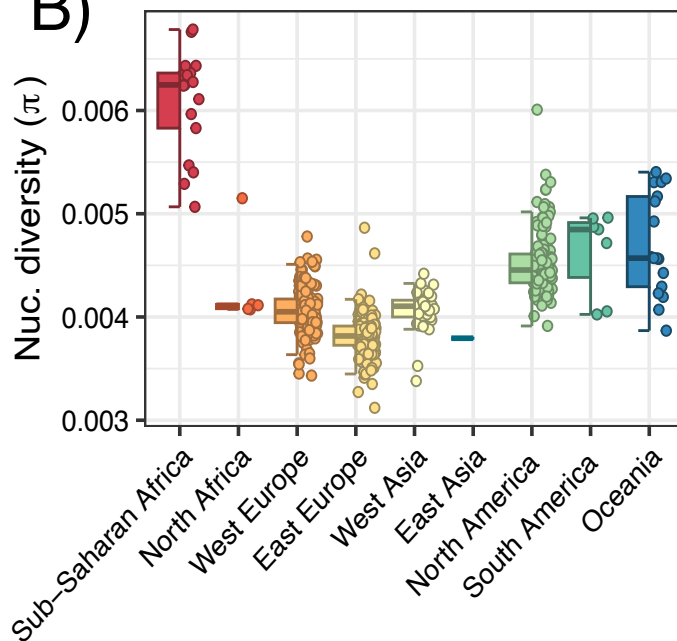 B)
Nuc. diversity (π)
0.006
0.005
0.004
0.003
Sub−Saharan Africa
North Africa
West Europe
East Europe
West Asia
East Asia
North America
South America
Oceania